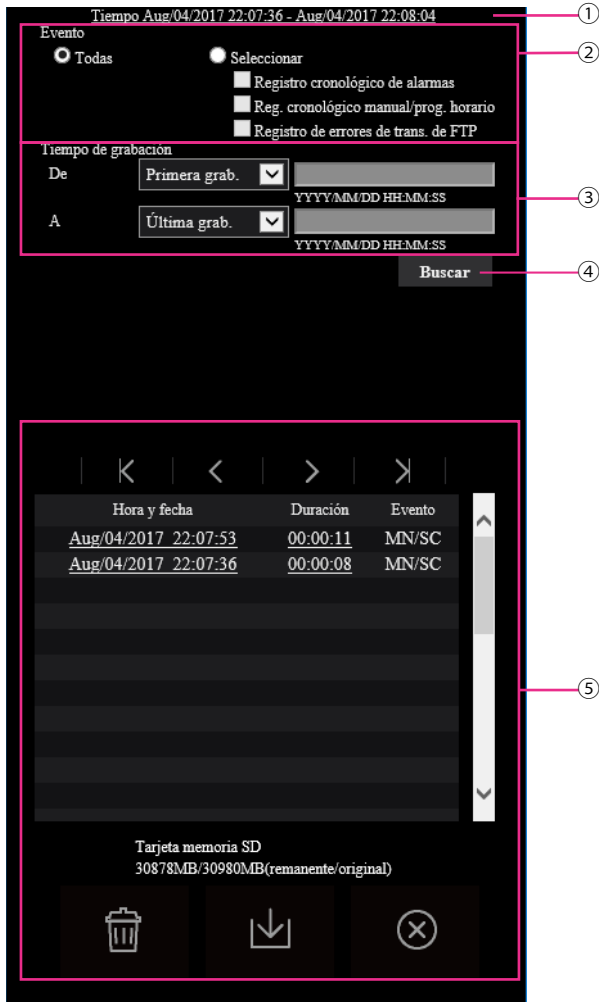 Tiempo Aug/04/2017 22:07:36 - Aug/04/2017 22:08:04 ①
Evento
② 
Todas Seleccionar
Registro cronológico de alarmas
Reg. cronológico manual/prog. horario
Registro de errores de trans. de FTP
Tiempo de grabación
De Primera grab.
YYYY/MM/DD HH:MM:SS ③
A Última grab.
YYYY/MM/DD HH:MM:SS
Buscar ④
Hora y fecha Duración Evento
Aug/04/2017 22:07:53 00:00:11 MN/SC
Aug/04/2017 22:07:36 00:00:08 MN/SC
⑤
Tarjeta memoria SD
30878MB/30980MB(remanente/original)